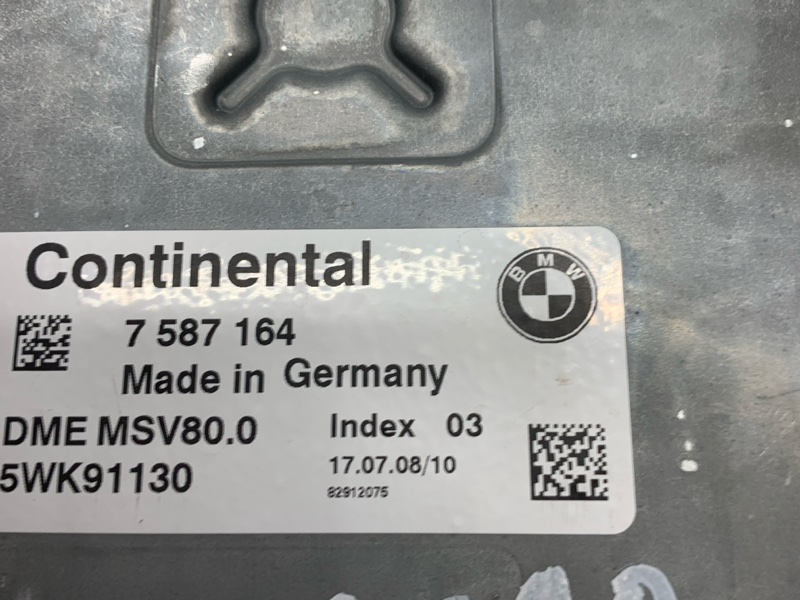 Continental
BMW
7 587 164
Made in Germany
DME MSV80.0 Index 03
5WK91130 17.07.08/10
82912075